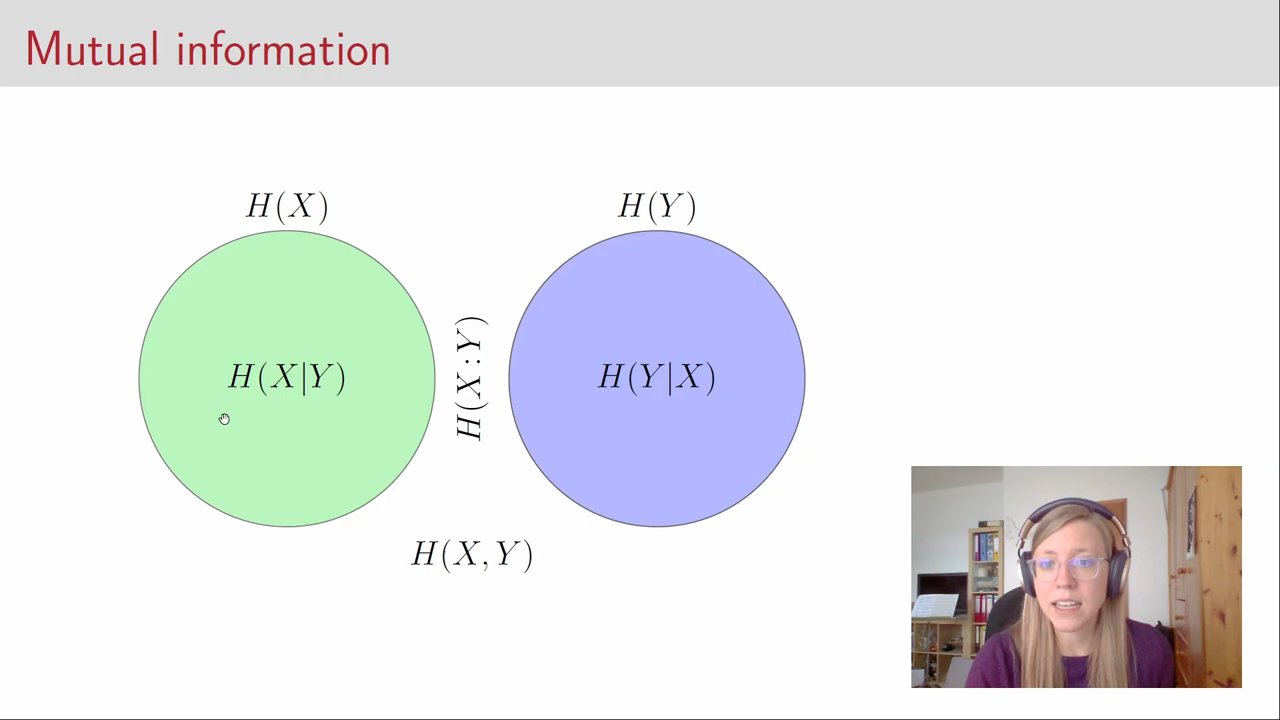 Mutual information
H(X)
H(Y)
H(X|Y)
H(X:Y)
H(Y|X)
H(X,Y)